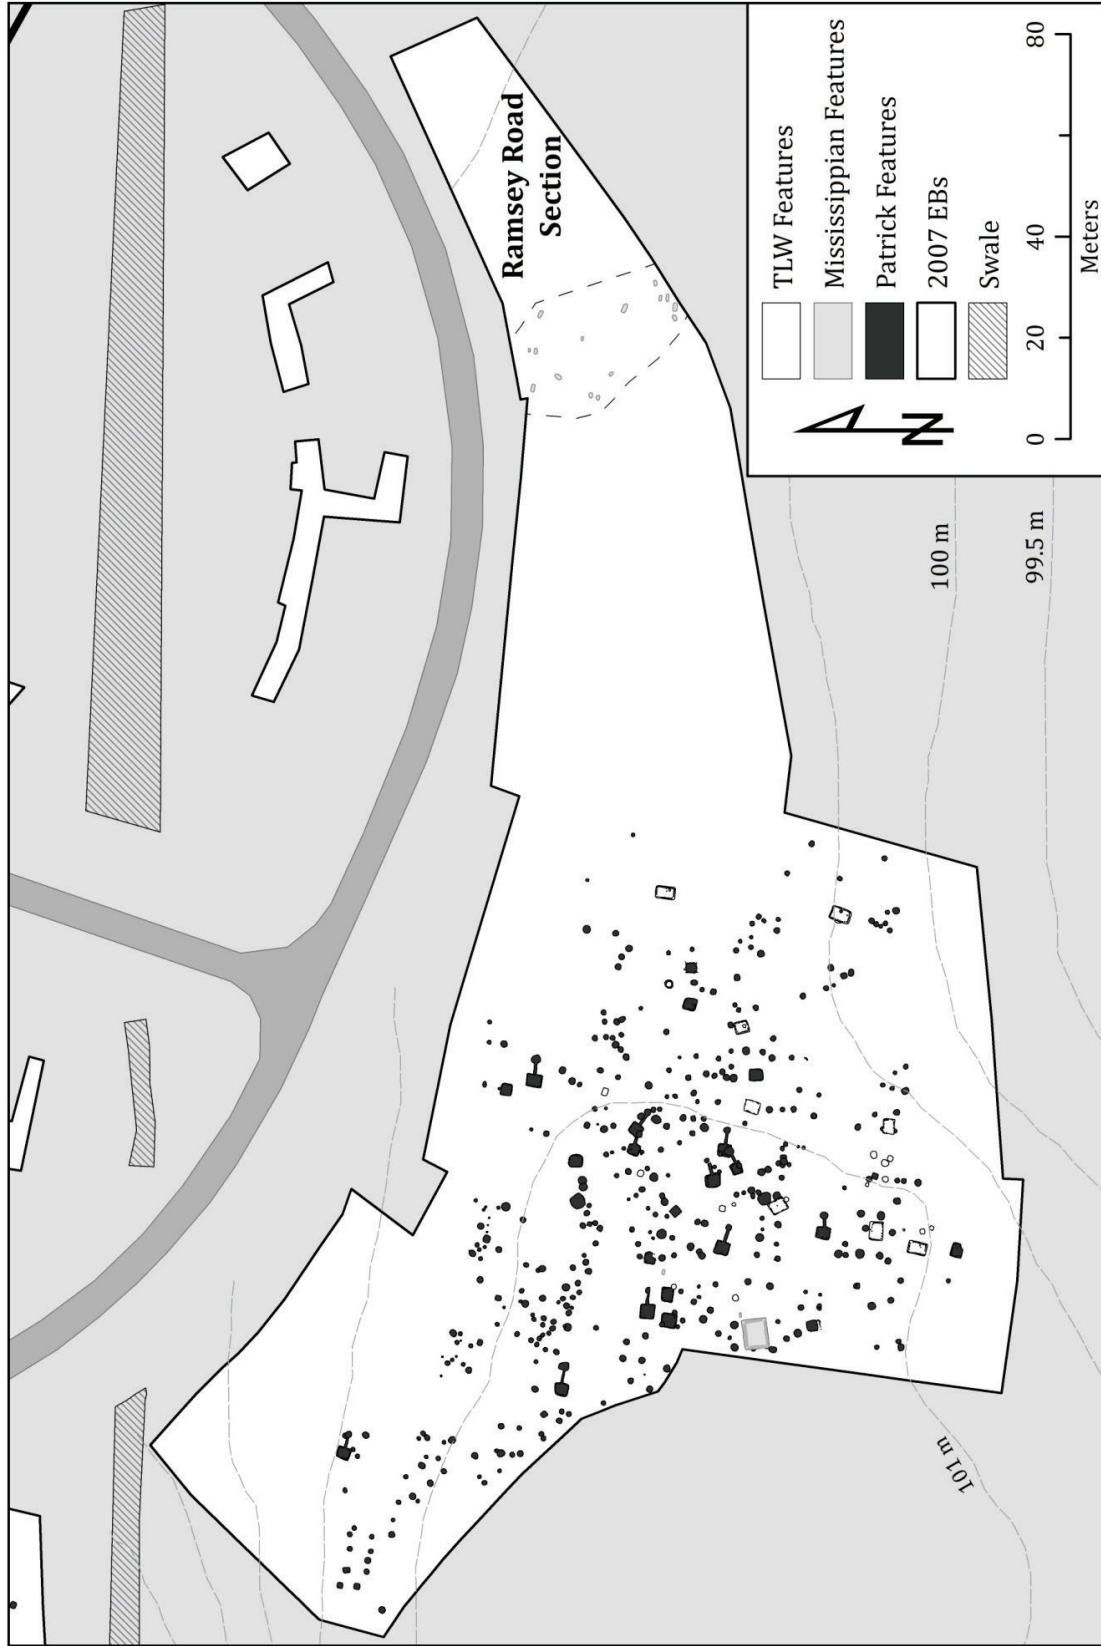 Ramsey Road
Section
TLW Features
Mississippian Features
Patrick Features
2007 EBs
Swale
N
0 20 40 80
Meters
100 m
99.5 m
101 m